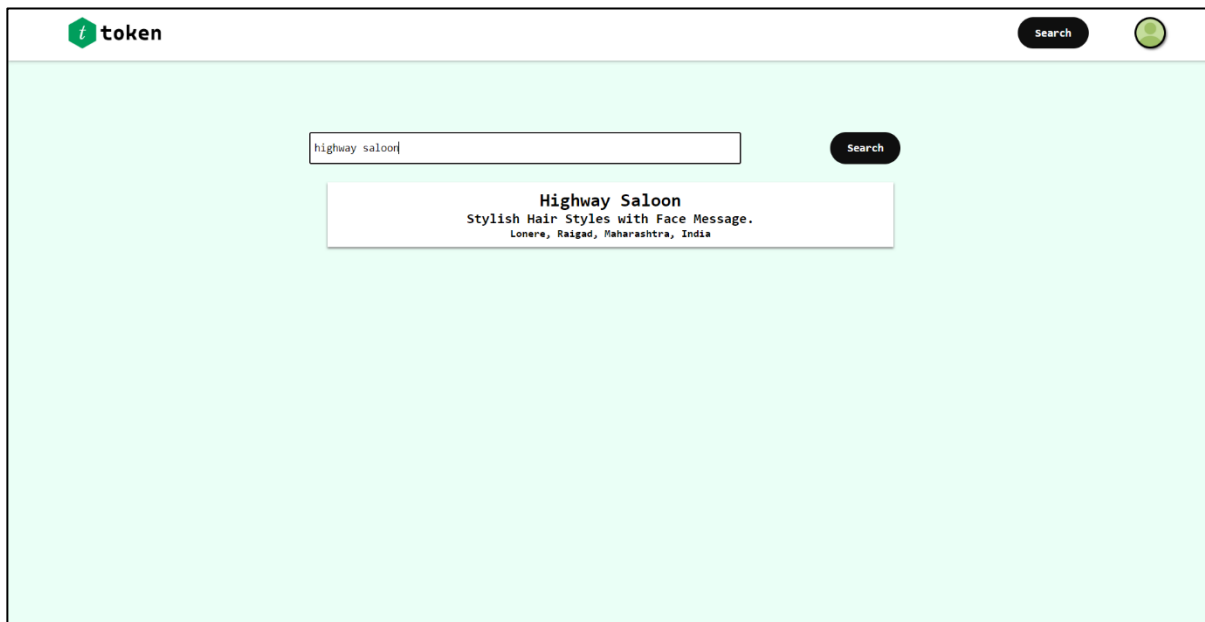 t token
Search
highway saloon
Search
Highway Saloon
Stylish Hair Styles with Face Message.
Lonere, Raigad, Maharashtra, India